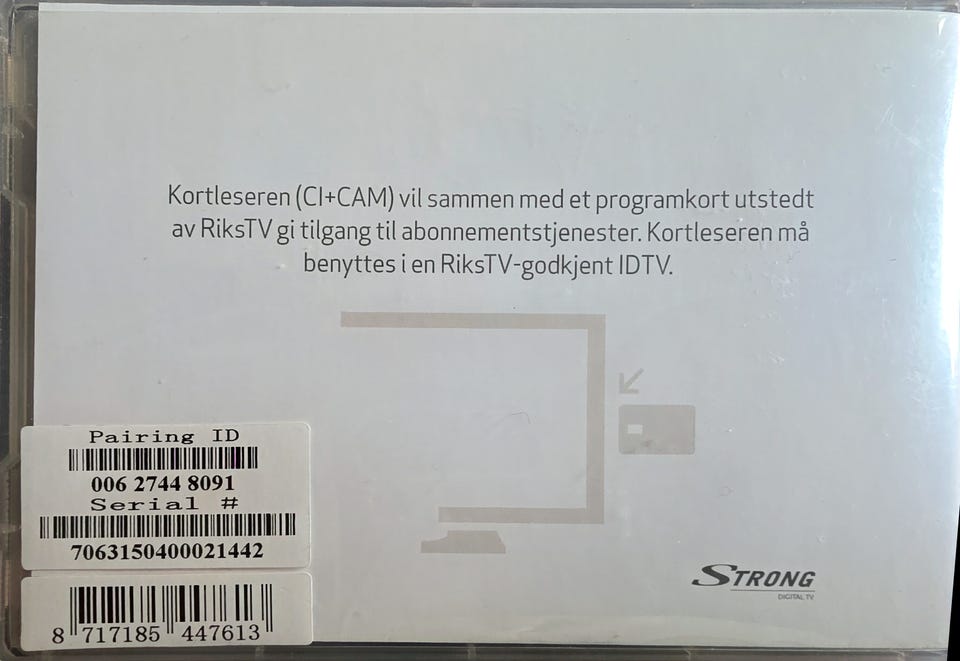 Kortleseren (CI+CAM) vil sammen med et programkort utstedt
av RiksTV gi tilgang til abonnementstjenester. Kortleseren må
benyttes i en RiksTV-godkjent IDTV.
Pairing ID
006 2744 8091
Serial #
7063150400021442
8 717185 447613
STRONG
DIGITAL TV